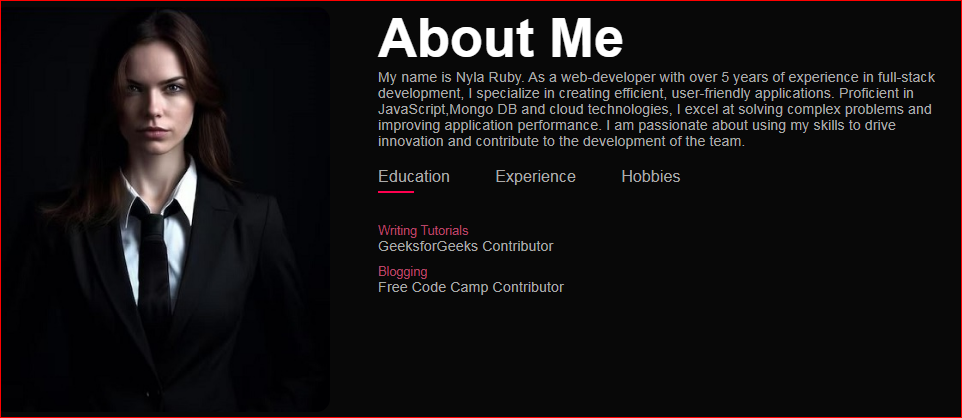 About Me
My name is Nyla Ruby. As a web-developer with over 5 years of experience in full-stack
development, I specialize in creating efficient, user-friendly applications. Proficient in
JavaScript,Mongo DB and cloud technologies, I excel at solving complex problems and
improving application performance. I am passionate about using my skills to drive
innovation and contribute to the development of the team.
Education Experience Hobbies
Writing Tutorials
GeeksforGeeks Contributor
Blogging
Free Code Camp Contributor